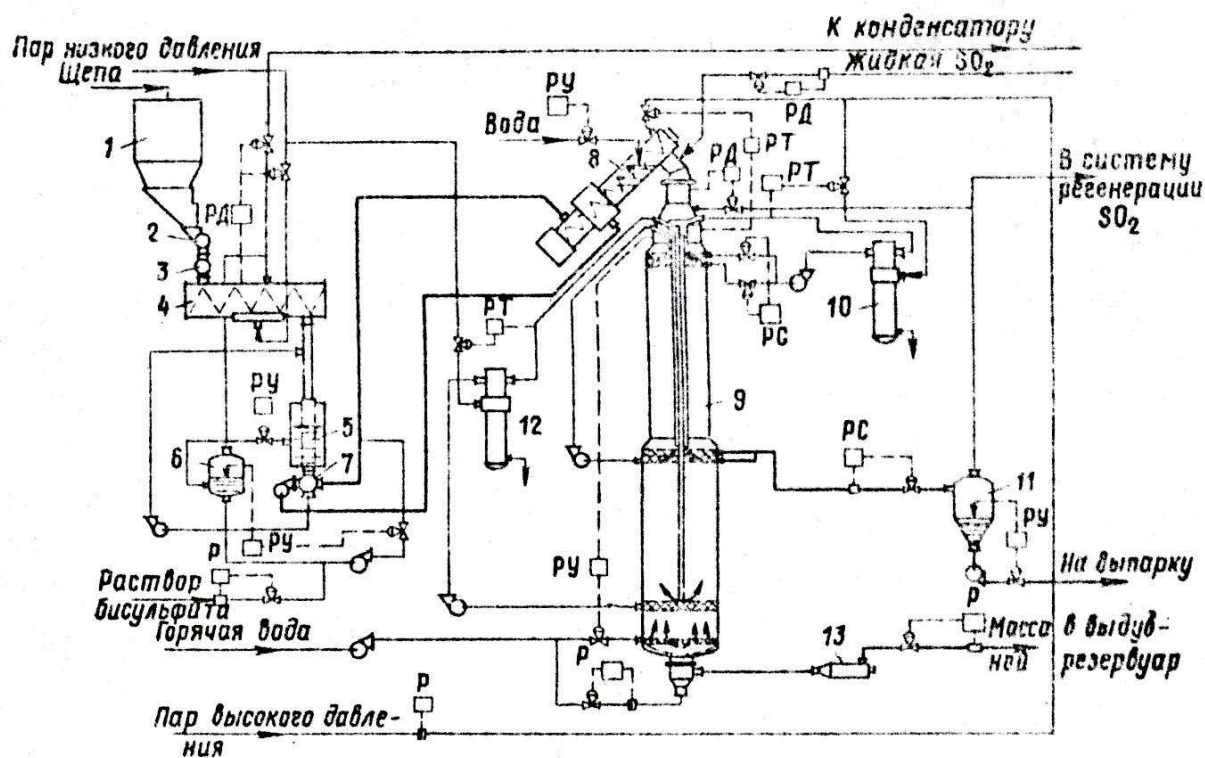 Пар низкого давления
Щепа
К конденсатору
Жидкая SO₂
РУ
Вода
РД
РТ
1
8
РД
РТ
В систему
регенерации
SO₂
2
РД
3
4
10
РТ
РС
РУ
9
12
5
РС
6
7
11
РУ
Р
РУ
РУ
На выпарку
Р
Раствор
бисульфита
Горячая вода
Р
13
Масса в выдув-
ной резервуар
Р
Пар высокого давле-
ния